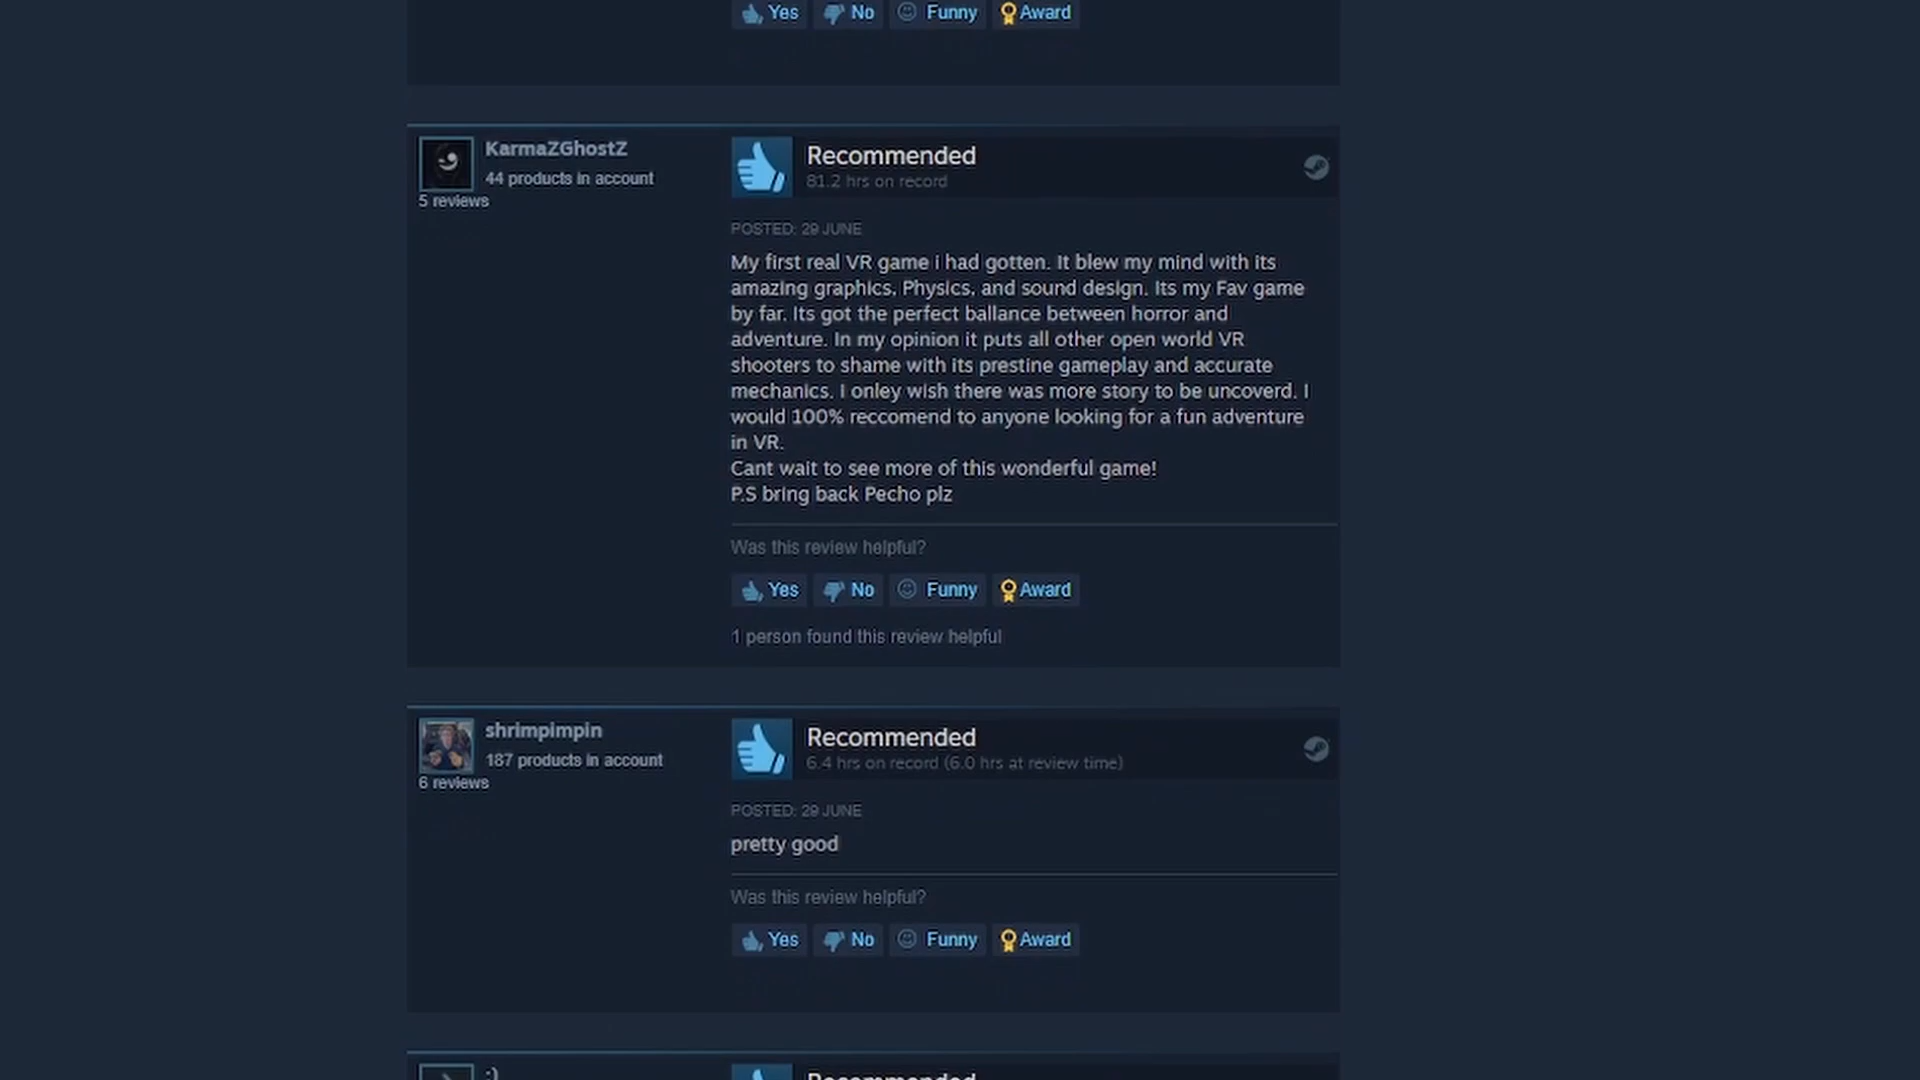 Yes No Funny Award
KarmaZGhostZ
44 products in account
5 reviews
Recommended
81.2 hrs on record
POSTED: 29 JUNE
My first real VR game i had gotten. It blew my mind with its
amazing graphics, Physics, and sound design. Its my Fav game
by far. Its got the perfect ballance between horror and
adventure. In my opinion it puts all other open world VR
shooters to shame with its prestine gameplay and accurate
mechanics. I onley wish there was more story to be uncoverd. I
would 100% reccomend to anyone looking for a fun adventure
in VR.
Cant wait to see more of this wonderful game!
P.S bring back Pecho plz
Was this review helpful?
Yes No Funny Award
1 person found this review helpful
shrimpimpin
187 products in account
6 reviews
Recommended
6.4 hrs on record (6.0 hrs at review time)
POSTED: 29 JUNE
pretty good
Was this review helpful?
Yes No Funny Award
:)
Recommended